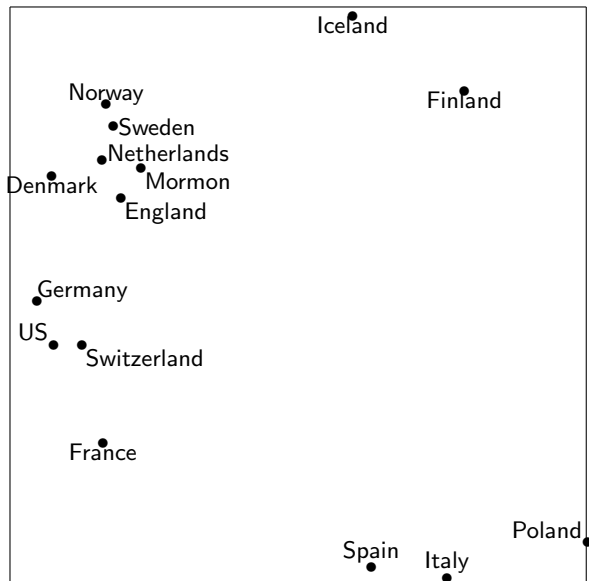 Iceland
Norway
Finland
Sweden
Netherlands
Denmark
Mormon
England
Germany
US
Switzerland
France
Poland
Spain
Italy